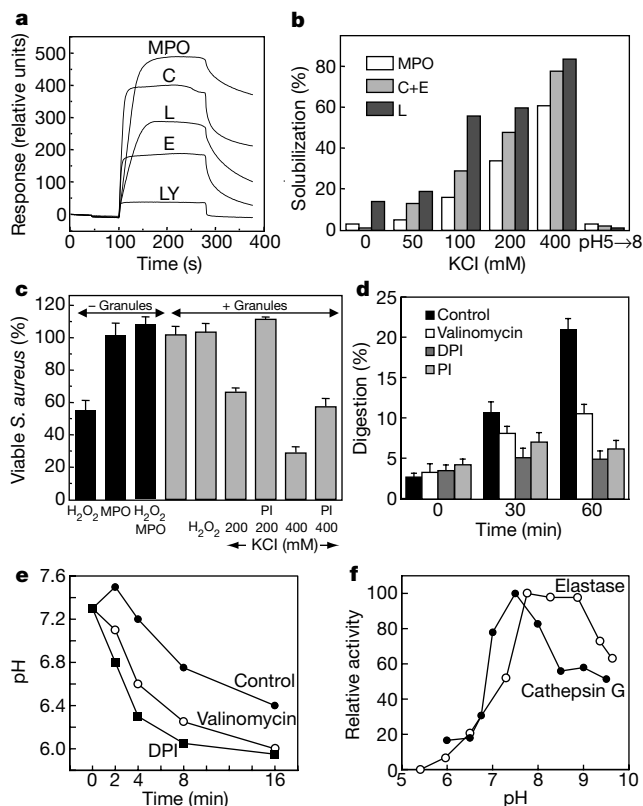 a
Response (relative units)
500
400
300
200
100
0
MPO
C
L
E
LY
0 100 200 300 400
Time (s)
b
Solubilization (%)
80
60
40
20
0
MPO
C+E
L
0 50 100 200 400 pH5→8
KCl (mM)
c
Viable S. aureus (%)
120
100
80
60
40
20
0
– Granules
+ Granules
H2O2 MPO H2O2 MPO
H2O2 200 PI 200 400 PI 400
KCl (mM)
d
Digestion (%)
25
20
15
10
5
0
Control
Valinomycin
DPI
PI
0 30 60
Time (min)
e
pH
7.6
7.2
6.8
6.4
6.0
Control
Valinomycin
DPI
0 2 4 8 16
Time (min)
f
Relative activity
100
80
60
40
20
0
Elastase
Cathepsin G
5 6 7 8 9 10
pH